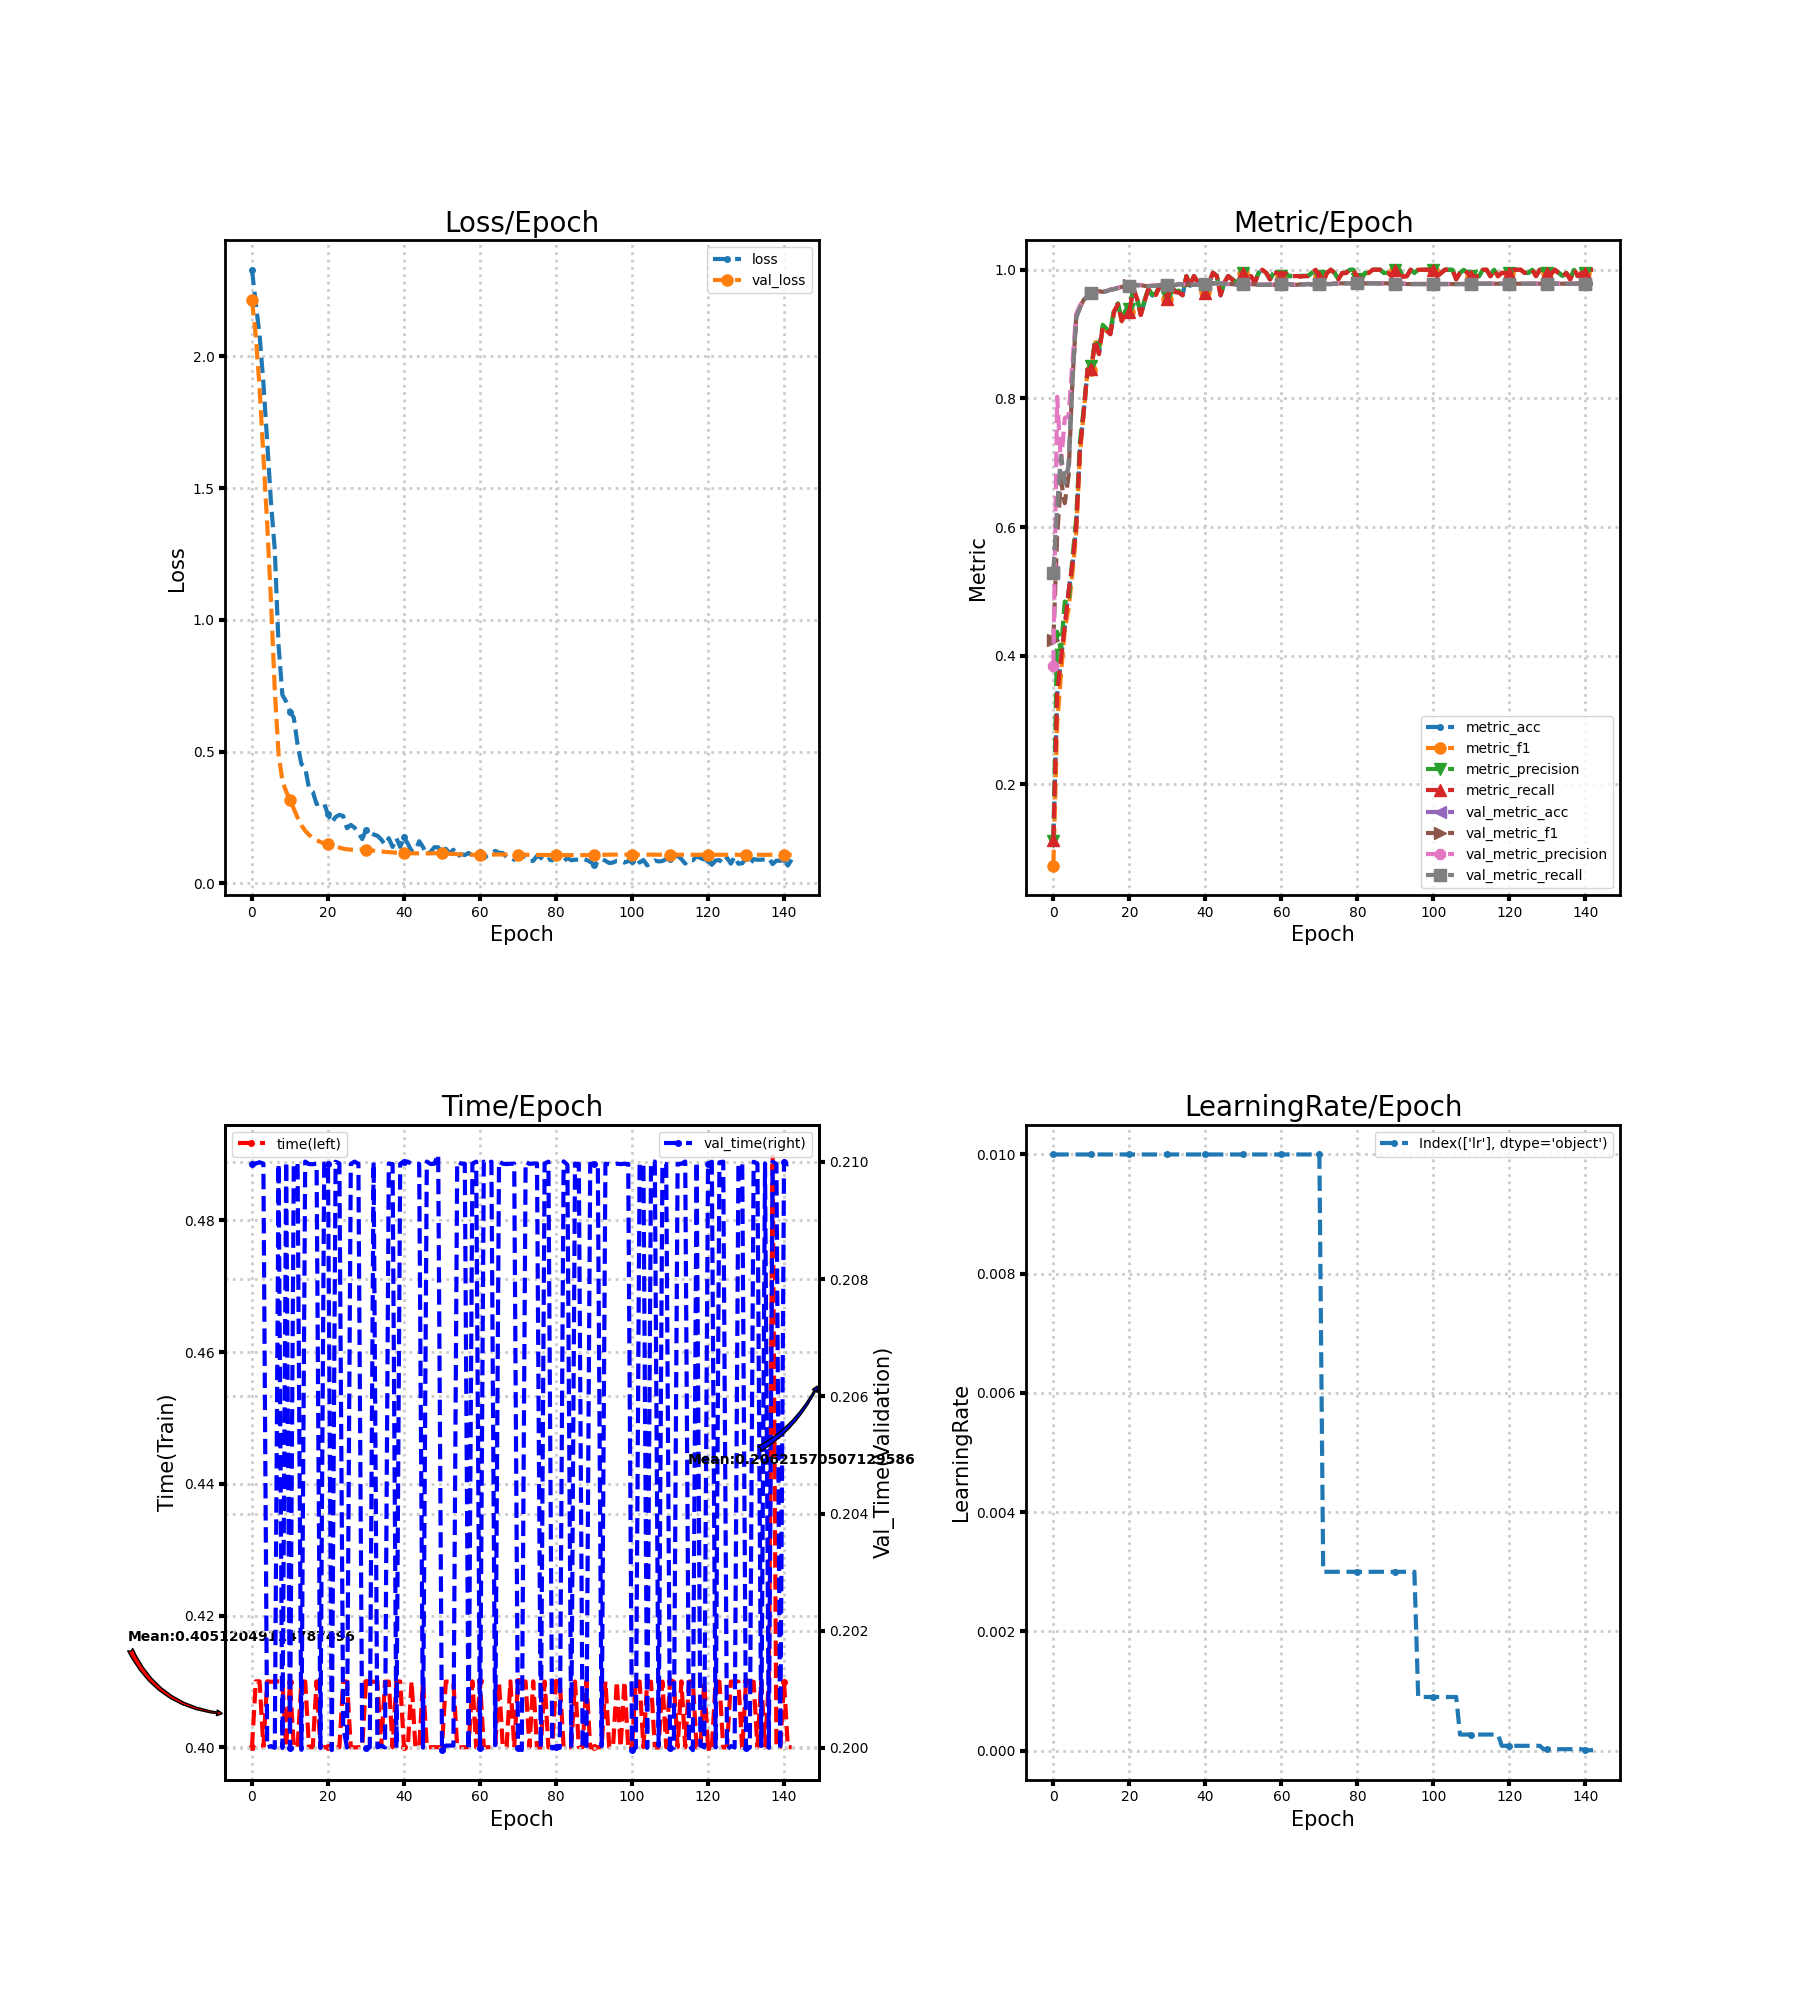 Loss/Epoch
loss
val_loss
2.0
1.5
1.0
0.5
0.0
Loss
0 20 40 60 80 100 120 140
Epoch
Metric/Epoch
1.0
0.8
0.6
0.4
0.2
Metric
metric_acc
metric_f1
metric_precision
metric_recall
val_metric_acc
val_metric_f1
val_metric_precision
val_metric_recall
0 20 40 60 80 100 120 140
Epoch
Time/Epoch
time(left)
val_time(right)
0.48
0.46
0.44
0.42
0.40
Time(Train)
0.210
0.208
0.206
0.204
0.202
0.200
Val_Time(Validation)
Mean:0.20621570507129586
0 20 40 60 80 100 120 140
Epoch
LearningRate/Epoch
Index(['lr'], dtype='object')
0.010
0.008
0.006
0.004
0.002
0.000
LearningRate
0 20 40 60 80 100 120 140
Epoch